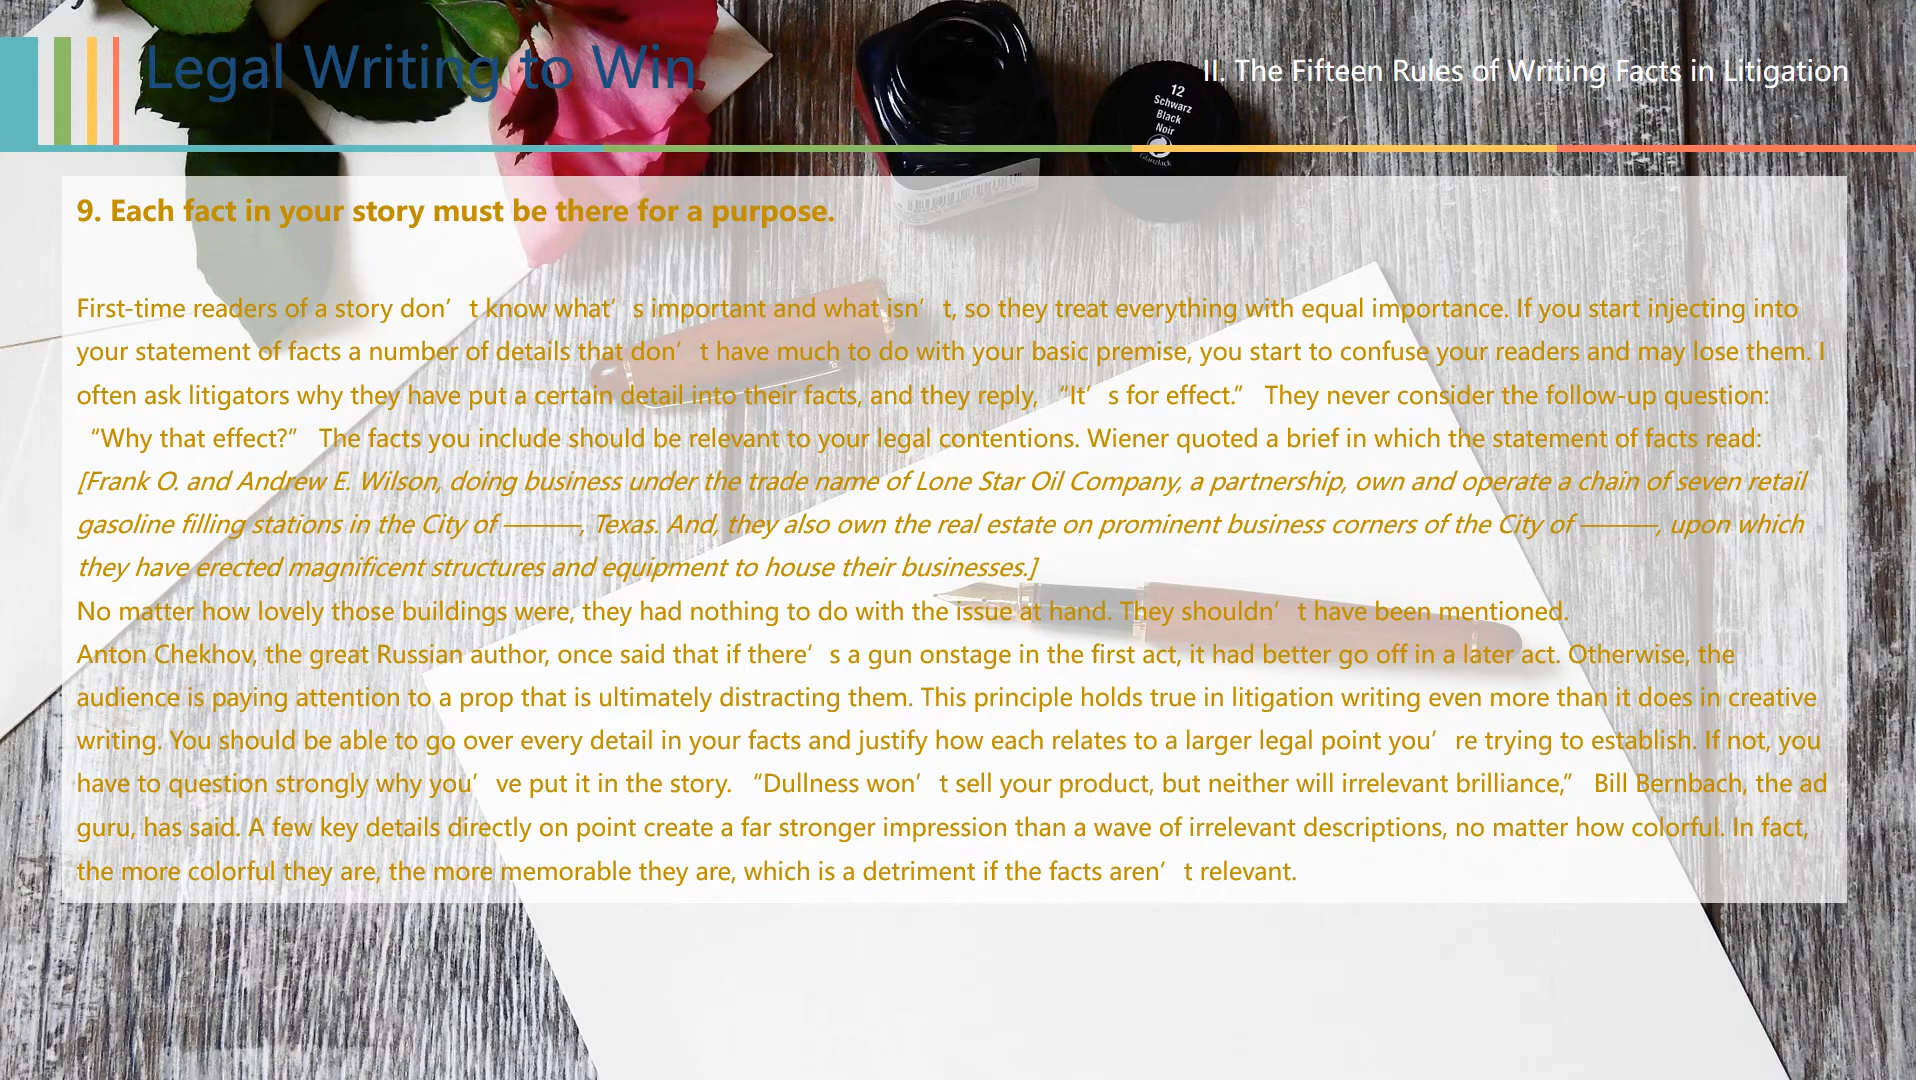 Legal Writing to Win
II. The Fifteen Rules of Writing Facts in Litigation
12
Schwarz
Black
Noir
9. Each fact in your story must be there for a purpose.
First-time readers of a story don’t know what’s important and what isn’t, so they treat everything with equal importance. If you start injecting into
your statement of facts a number of details that don’t have much to do with your basic premise, you start to confuse your readers and may lose them. I
often ask litigators why they have put a certain detail into their facts, and they reply, “It’s for effect.” They never consider the follow-up question:
“Why that effect?” The facts you include should be relevant to your legal contentions. Wiener quoted a brief in which the statement of facts read:
[Frank O. and Andrew E. Wilson, doing business under the trade name of Lone Star Oil Company, a partnership, own and operate a chain of seven retail
gasoline filling stations in the City of ———, Texas. And, they also own the real estate on prominent business corners of the City of ———, upon which
they have erected magnificent structures and equipment to house their businesses.]
No matter how lovely those buildings were, they had nothing to do with the issue at hand. They shouldn’t have been mentioned.
Anton Chekhov, the great Russian author, once said that if there’s a gun onstage in the first act, it had better go off in a later act. Otherwise, the
audience is paying attention to a prop that is ultimately distracting them. This principle holds true in litigation writing even more than it does in creative
writing. You should be able to go over every detail in your facts and justify how each relates to a larger legal point you’re trying to establish. If not, you
have to question strongly why you’ve put it in the story. “Dullness won’t sell your product, but neither will irrelevant brilliance,” Bill Bernbach, the ad
guru, has said. A few key details directly on point create a far stronger impression than a wave of irrelevant descriptions, no matter how colorful. In fact,
the more colorful they are, the more memorable they are, which is a detriment if the facts aren’t relevant.